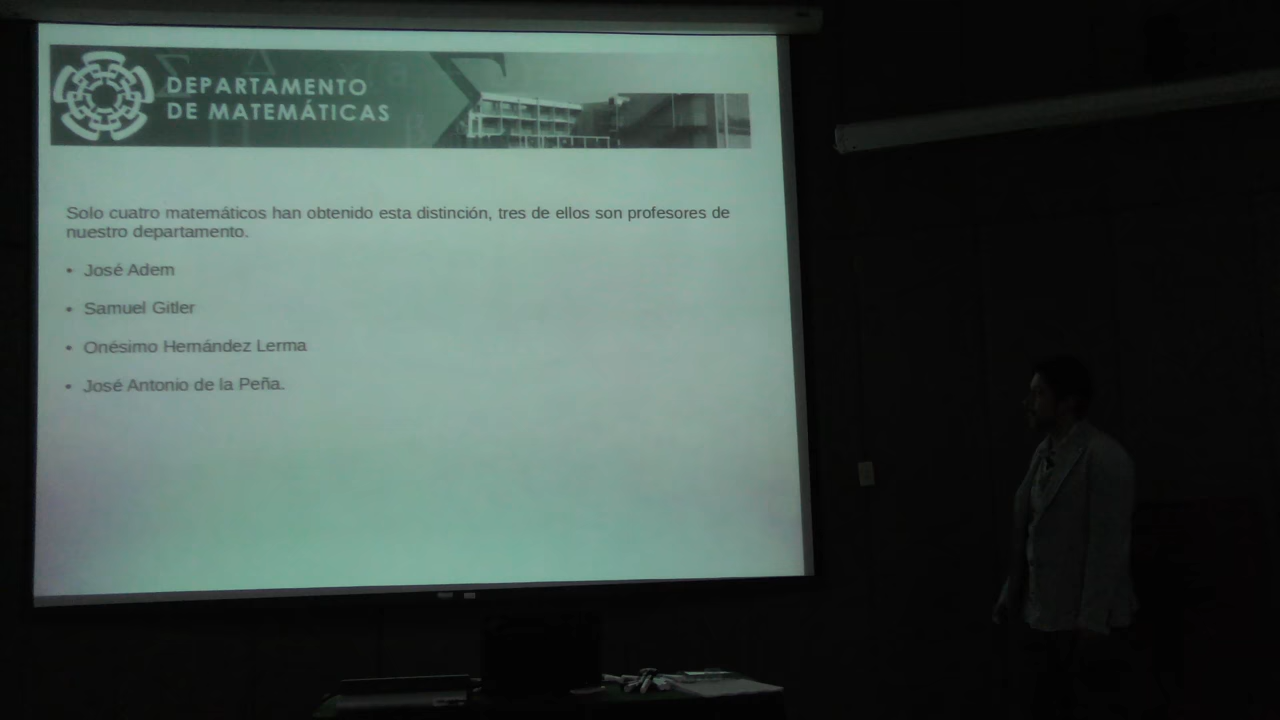 DEPARTAMENTO
DE MATEMÁTICAS
Solo cuatro matemáticos han obtenido esta distinción, tres de ellos son profesores de
nuestro departamento.
• José Adem
• Samuel Gitler
• Onésimo Hernández Lerma
• José Antonio de la Peña.